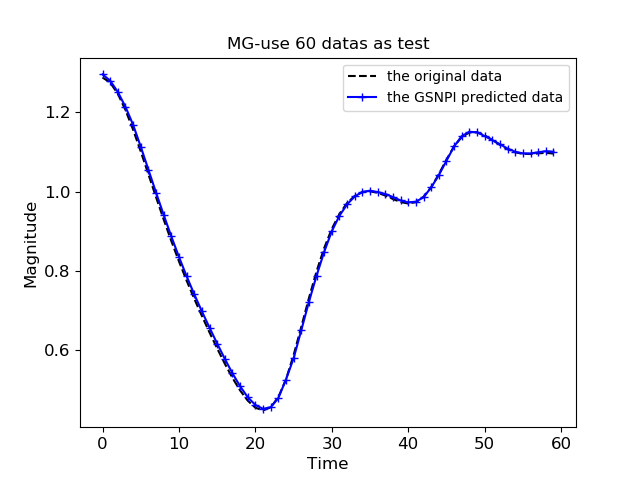 MG-use 60 datas as test
the original data
the GSNPI predicted data
1.2
1.0
0.8
0.6
Magnitude
0 10 20 30 40 50 60
Time